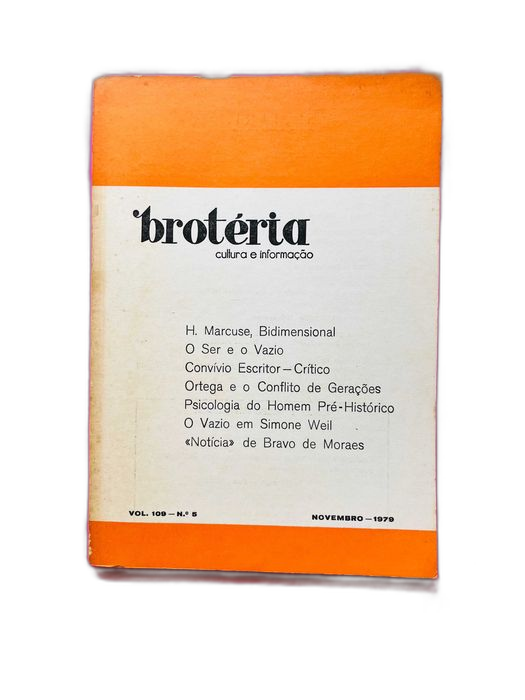 brotéria
cultura e informação
H. Marcuse, Bidimensional
O Ser e o Vazio
Convívio Escritor — Crítico
Ortega e o Conflito de Gerações
Psicologia do Homem Pré-Histórico
O Vazio em Simone Weil
«Notícia» de Bravo de Moraes
VOL. 109 — N.º 5 NOVEMBRO — 1979